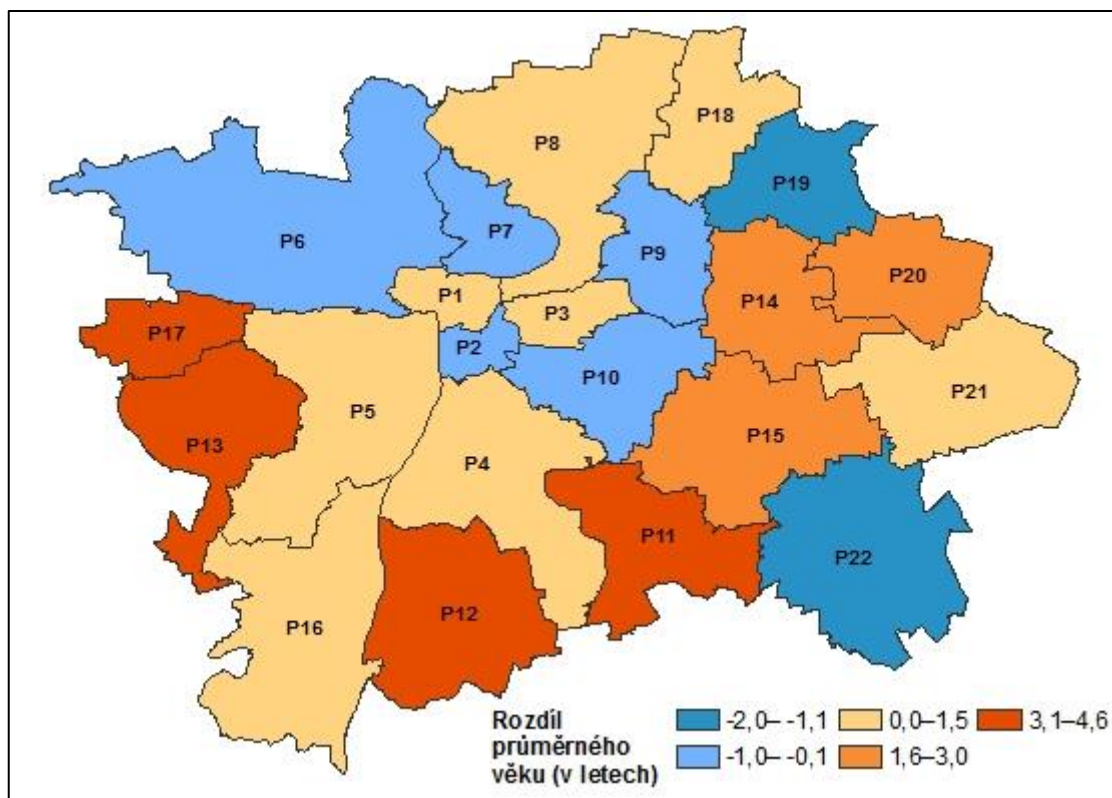 P8
P18
P19
P6
P7
P9
P20
P1
P14
P3
P17
P2
P10
P21
P5
P13
P15
P4
P11
P22
P12
P16
Rozdíl
průměrného
věku (v letech)
-2,0– -1,1
0,0–1,5
3,1–4,6
-1,0– -0,1
1,6–3,0